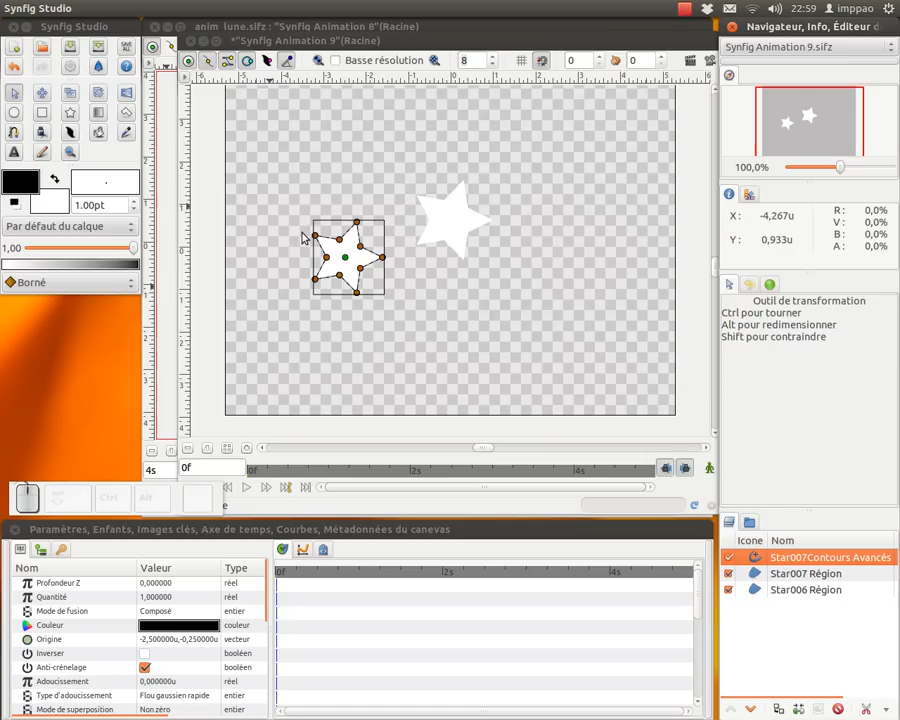 Synfig Studio
22:59
imppao
Synfig Studio
anim lune.sifz : "Synfig Animation 8"(Racine)
*"Synfig Animation 9"(Racine)
Navigateur, Info, Éditeur d
Synfig Animation 9.sifz
Basse résolution
8
0
0
SAVE ALL
100,0%
1.00pt
Par défaut du calque
1,00
Borné
X : -4,267u
Y : 0,933u
R : 0,0%
V : 0,0%
B : 0,0%
A : 0,0%
Outil de transformation
Ctrl pour tourner
Alt pour redimensionner
Shift pour contraindre
4s
0f
0f
2s
4s
Ctrl
Alt
Paramètres, Enfants, Images clés, Axe de temps, Courbes, Métadonnées du canevas
Nom Valeur Type
Profondeur Z 0,000000 réel
Quantité 1,000000 réel
Mode de fusion Composé entier
Couleur couleur
Origine -2,500000u,-0,250000u vecteur
Inverser booléen
Anti-crénelage booléen
Adoucissement 0,000000u réel
Type d'adoucissement Flou gaussien rapide entier
Mode de superposition Non zéro entier
0f 2s 4s
Icone Nom
Star007Contours Avancés
Star007 Région
Star006 Région